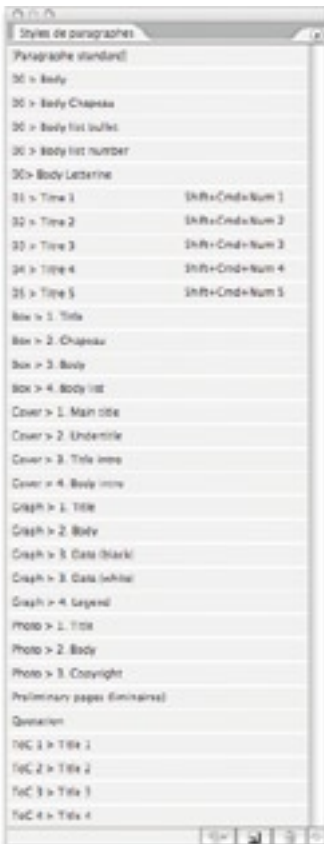 Styles de paragraphes
[Paragraphe standard]
00 > Body
00 > Body Chapeau
00 > Body list bullet
00 > Body list number
00> Body Letterine
01 > Titre 1 Shift+Cmd+Num 1
02 > Titre 2 Shift+Cmd+Num 2
03 > Titre 3 Shift+Cmd+Num 3
04 > Titre 4 Shift+Cmd+Num 4
05 > Titre 5 Shift+Cmd+Num 5
Box > 1. Title
Box > 2. Chapeau
Box > 3. Body
Box > 4. Body list
Cover > 1. Main title
Cover > 2. Undertitle
Cover > 3. Title intro
Cover > 4. Body intro
Graph > 1. Title
Graph > 2. Body
Graph > 3. Data (black)
Graph > 3. Data (white)
Graph > 4. Legend
Photo > 1. Title
Photo > 2. Body
Photo > 3. Copyright
Preliminary pages (liminaires)
Quotation
ToC 1 > Title 1
ToC 2 > Title 2
ToC 3 > Title 3
ToC 4 > Title 4